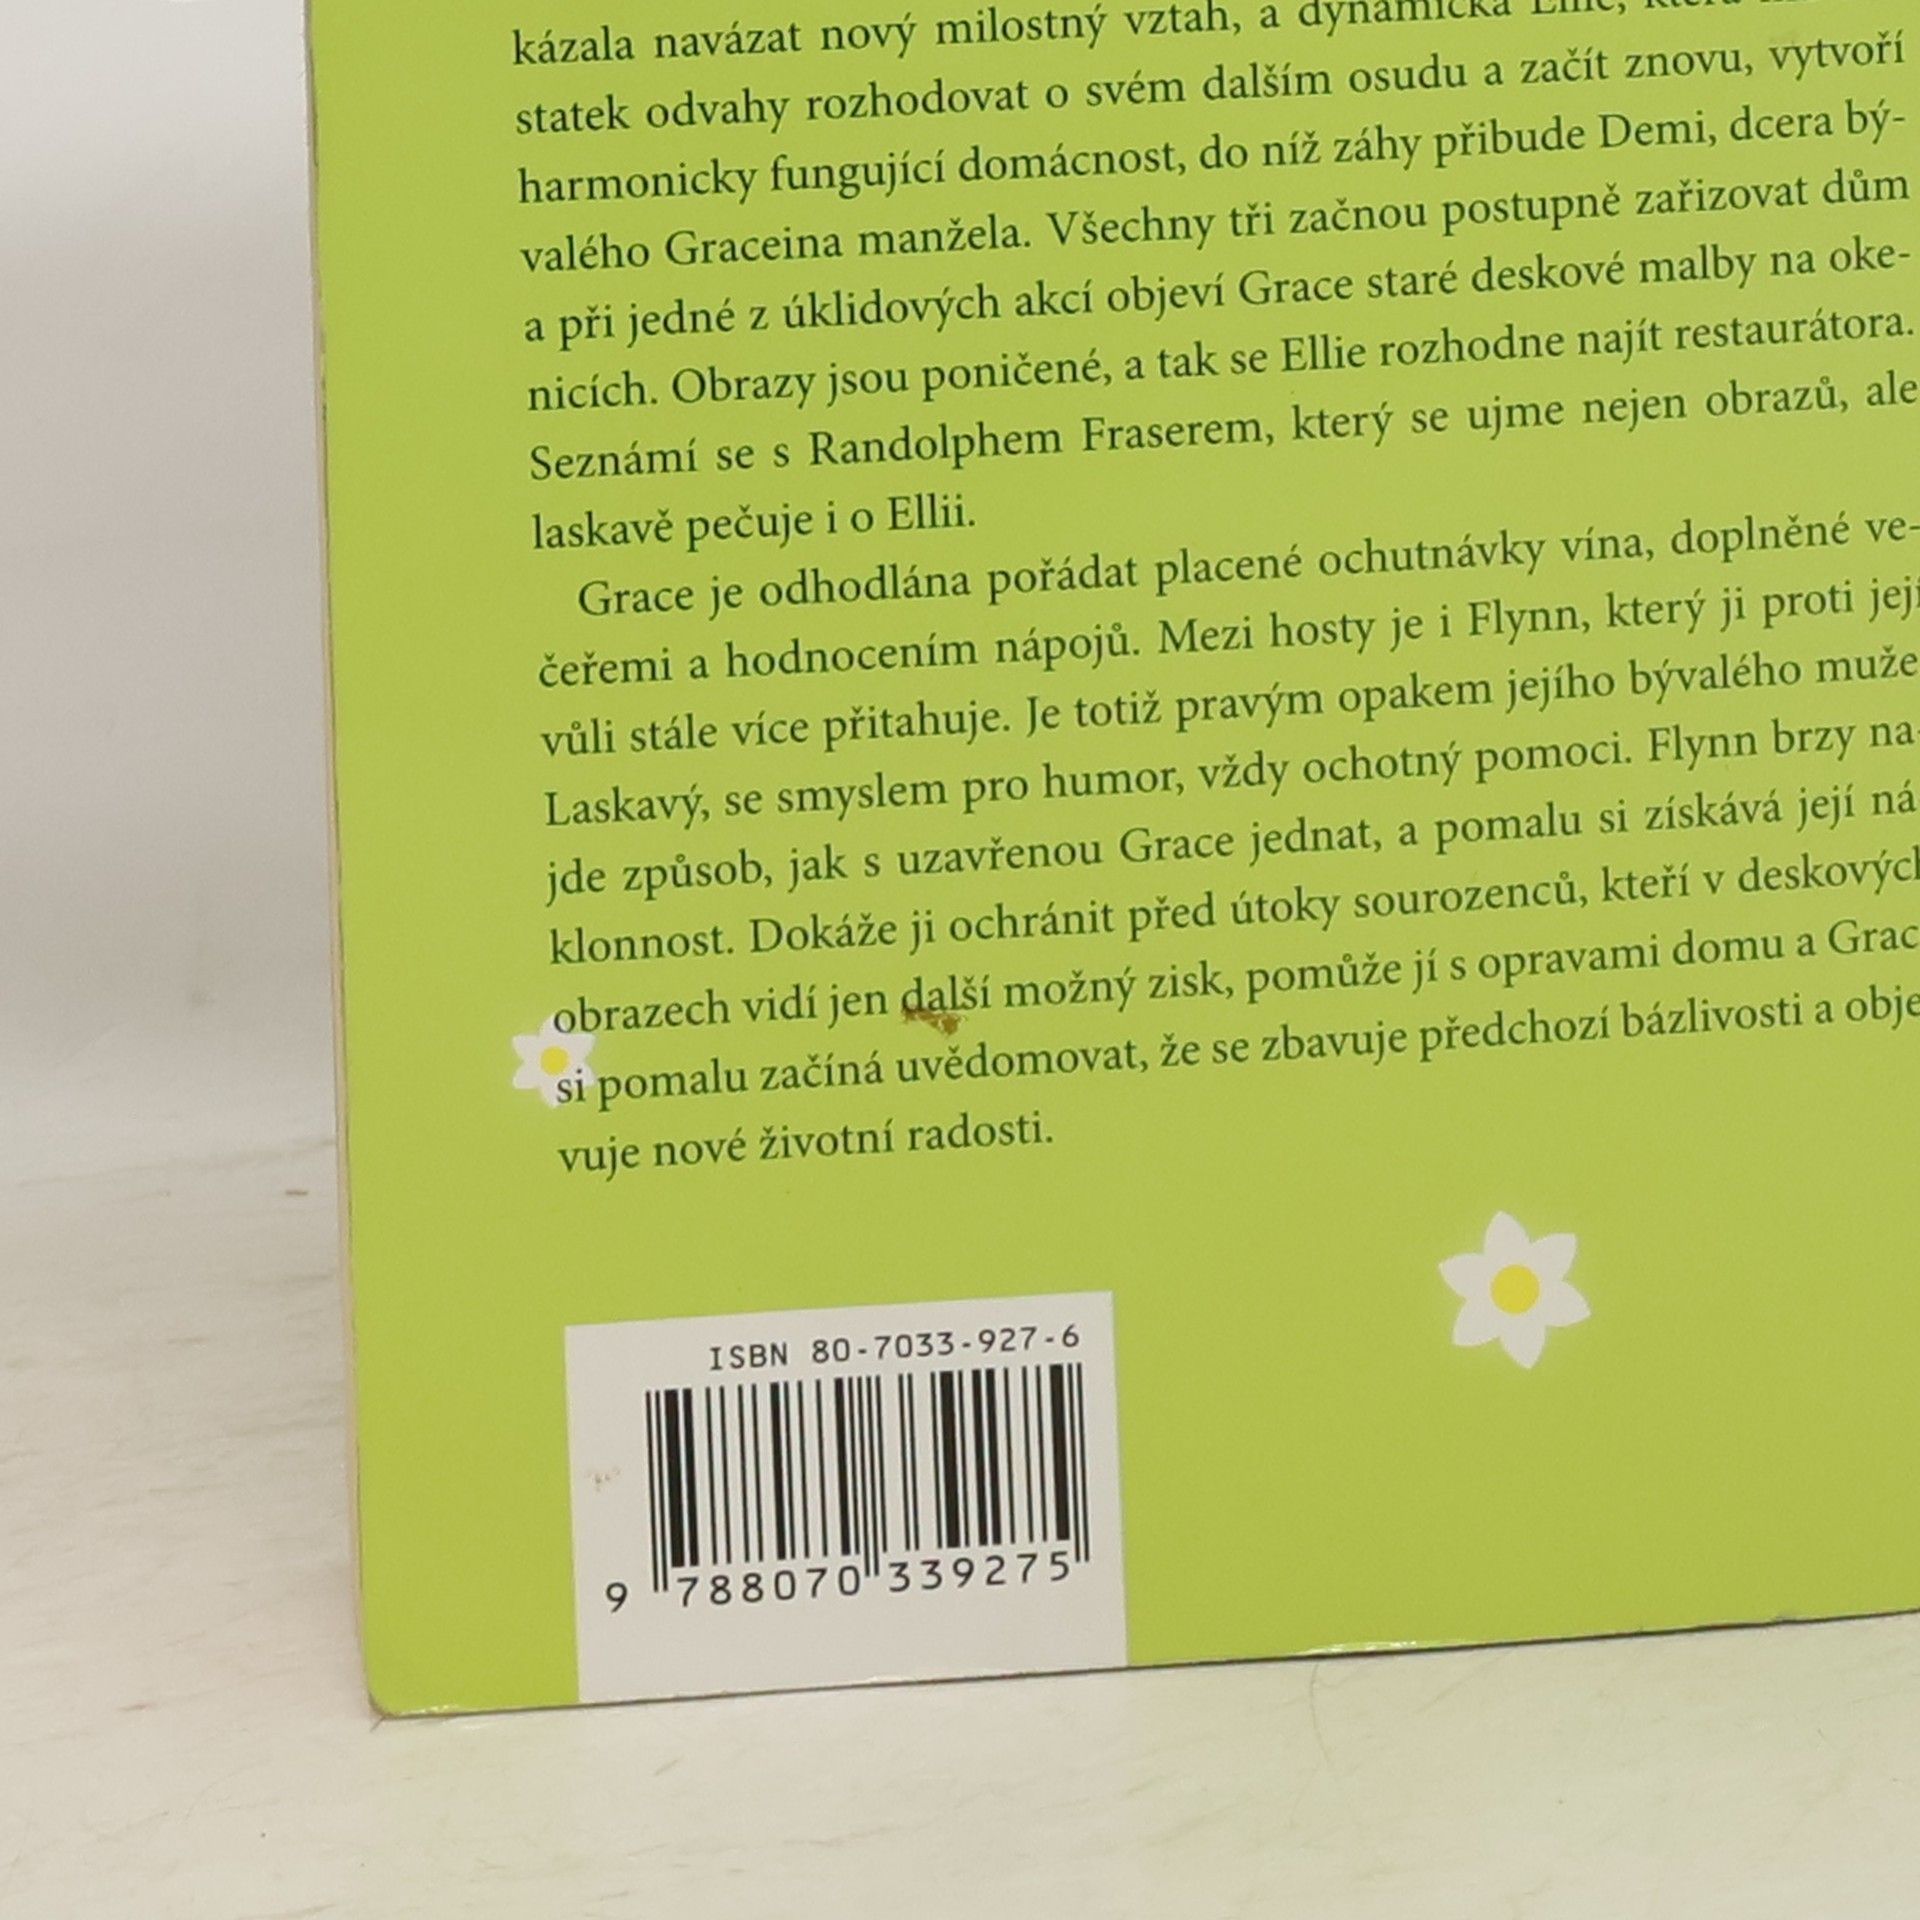 kázala navázat nový milostný vztah, a dynamická Ellie,
statek odvahy rozhodovat o svém dalším osudu a začít znovu, vytvoří
harmonicky fungující domácnost, do níž záhy přibude Demi, dcera bý-
valého Graceina manžela. Všechny tři začnou postupně zařizovat dům
a při jedné z úklidových akcí objeví Grace staré deskové malby na oke-
nicích. Obrazy jsou poničené, a tak se Ellie rozhodne najít restaurátora.
Seznámí se s Randolphem Fraserem, který se ujme nejen obrazů, ale
laskavě pečuje i o Ellii.
Grace je odhodlána pořádat placené ochutnávky vína, doplněné ve-
čeřemi a hodnocením nápojů. Mezi hosty je i Flynn, který ji proti její
vůli stále více přitahuje. Je totiž pravým opakem jejího bývalého muže
Laskavý, se smyslem pro humor, vždy ochotný pomoci. Flynn brzy na-
jde způsob, jak s uzavřenou Grace jednat, a pomalu si získává její ná
klonnost. Dokáže ji ochránit před útoky sourozenců, kteří v deskových
obrazech vidí jen další možný zisk, pomůže jí s opravami domu a Grac
si pomalu začíná uvědomovat, že se zbavuje předchozí bázlivosti a obje
vuje nové životní radosti.
ISBN 80-7033-927-6
9 788070 339275